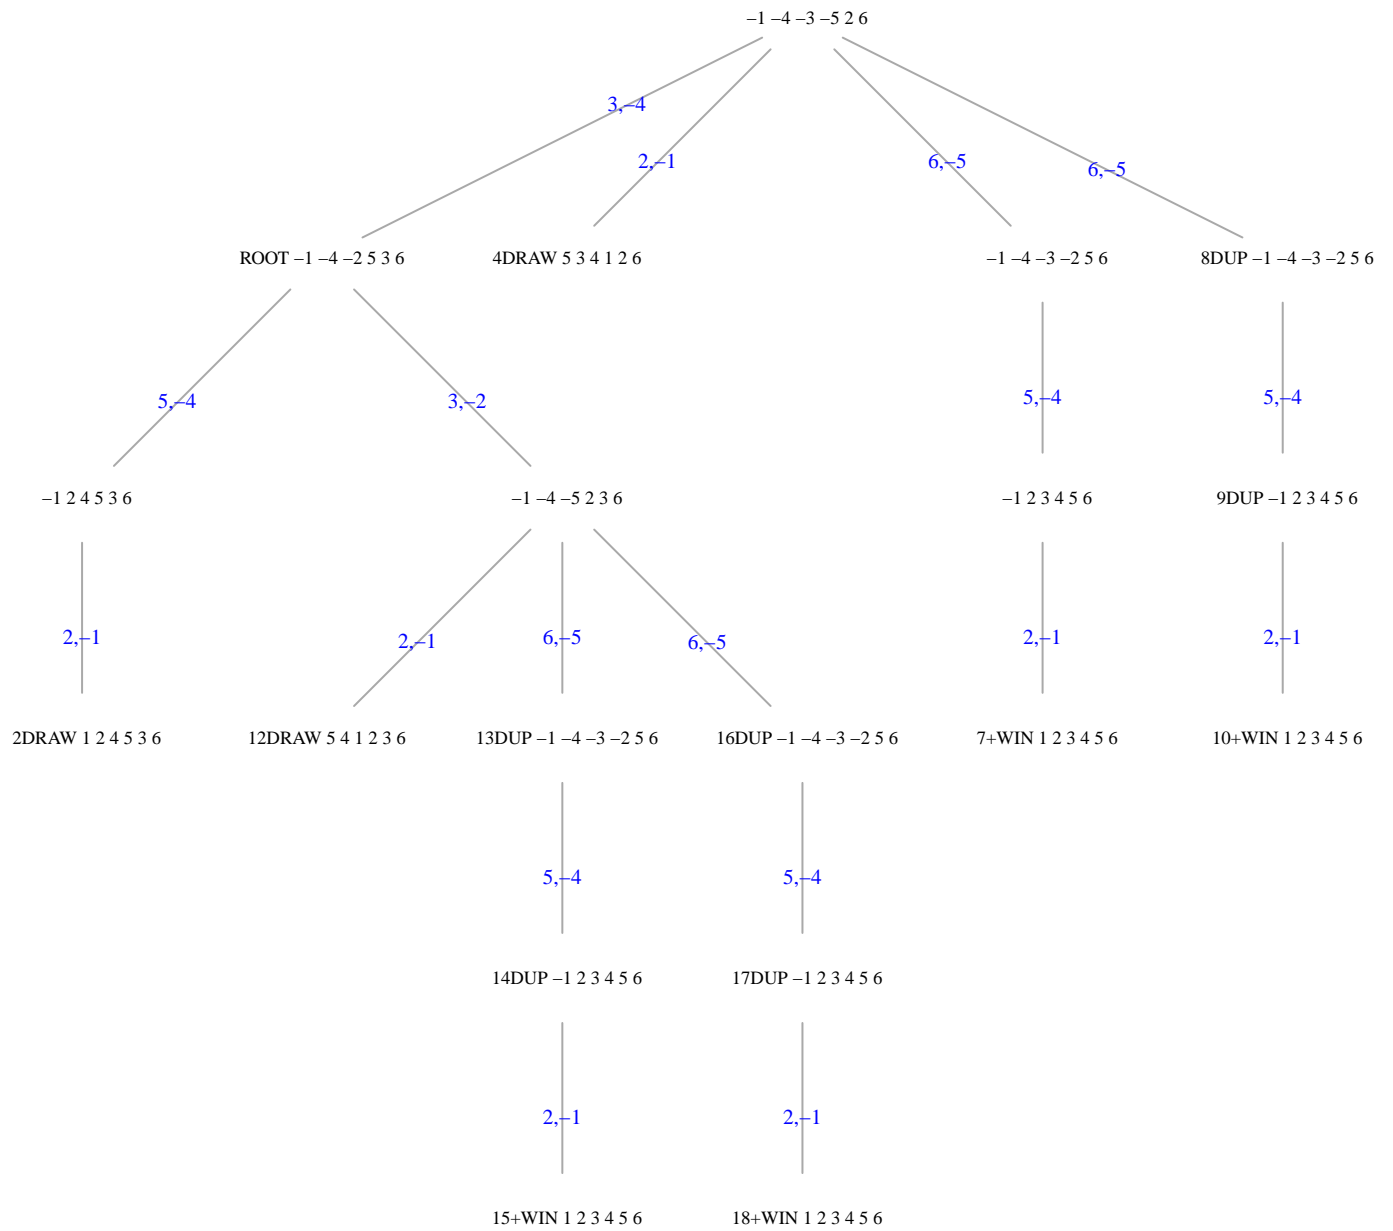 –1 –4 –3 –5 2 6
3,–4
2,–1
6,–5
6,–5
ROOT –1 –4 –2 5 3 6
4DRAW 5 3 4 1 2 6
–1 –4 –3 –2 5 6
8DUP –1 –4 –3 –2 5 6
5,–4
3,–2
5,–4
5,–4
–1 2 4 5 3 6
–1 –4 –5 2 3 6
–1 2 3 4 5 6
9DUP –1 2 3 4 5 6
2,–1
2,–1
6,–5
6,–5
2,–1
2,–1
2DRAW 1 2 4 5 3 6
12DRAW 5 4 1 2 3 6
13DUP –1 –4 –3 –2 5 6
16DUP –1 –4 –3 –2 5 6
7+WIN 1 2 3 4 5 6
10+WIN 1 2 3 4 5 6
5,–4
5,–4
14DUP –1 2 3 4 5 6
17DUP –1 2 3 4 5 6
2,–1
2,–1
15+WIN 1 2 3 4 5 6
18+WIN 1 2 3 4 5 6